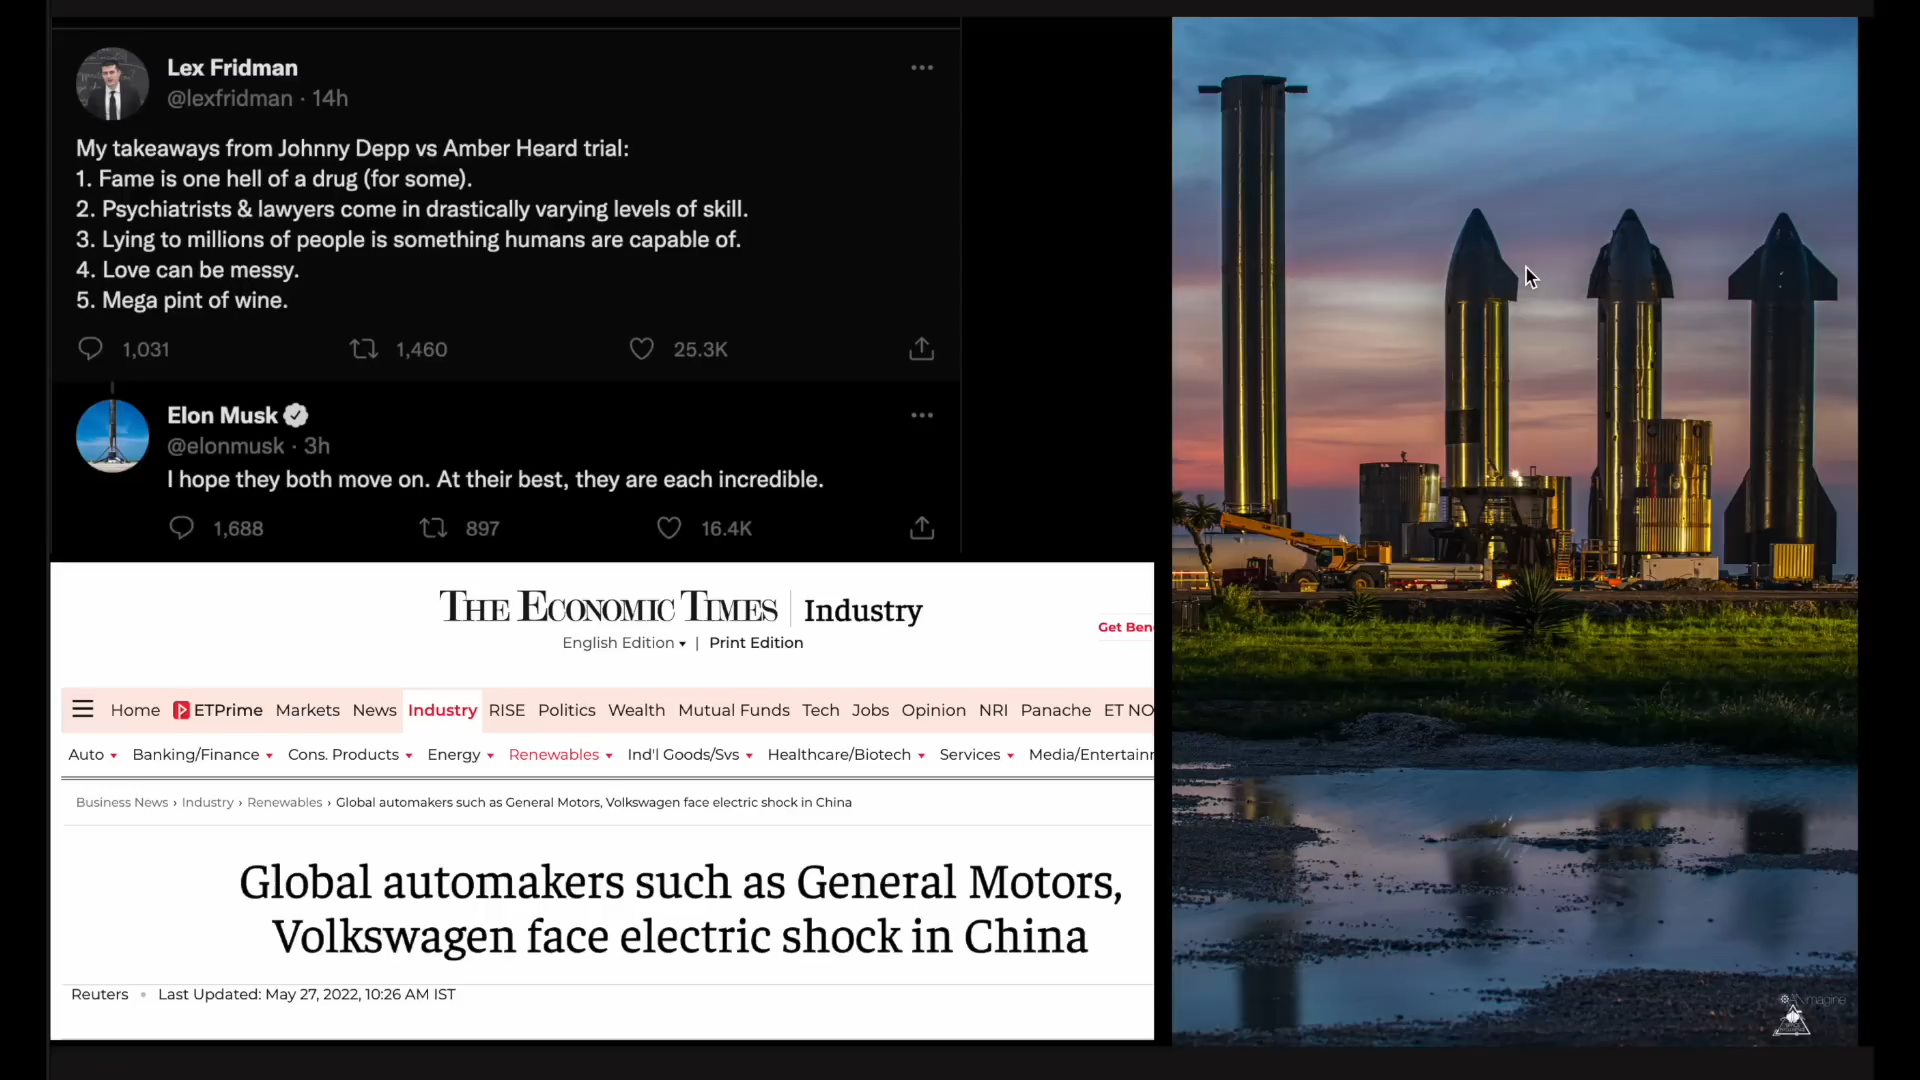 Lex Fridman
@lexfridman · 14h
My takeaways from Johnny Depp vs Amber Heard trial:
1. Fame is one hell of a drug (for some).
2. Psychiatrists & lawyers come in drastically varying levels of skill.
3. Lying to millions of people is something humans are capable of.
4. Love can be messy.
5. Mega pint of wine.
1,031 1,460 25.3K
Elon Musk
@elonmusk · 3h
I hope they both move on. At their best, they are each incredible.
1,688 897 16.4K
THE ECONOMIC TIMES | Industry
English Edition | Print Edition
Get Ben
Home ETPrime Markets News Industry RISE Politics Wealth Mutual Funds Tech Jobs Opinion NRI Panache ET NO
Auto Banking/Finance Cons. Products Energy Renewables Ind'l Goods/Svs Healthcare/Biotech Services Media/Entertainm
Business News › Industry › Renewables › Global automakers such as General Motors, Volkswagen face electric shock in China
Global automakers such as General Motors,
Volkswagen face electric shock in China
Reuters • Last Updated: May 27, 2022, 10:26 AM IST